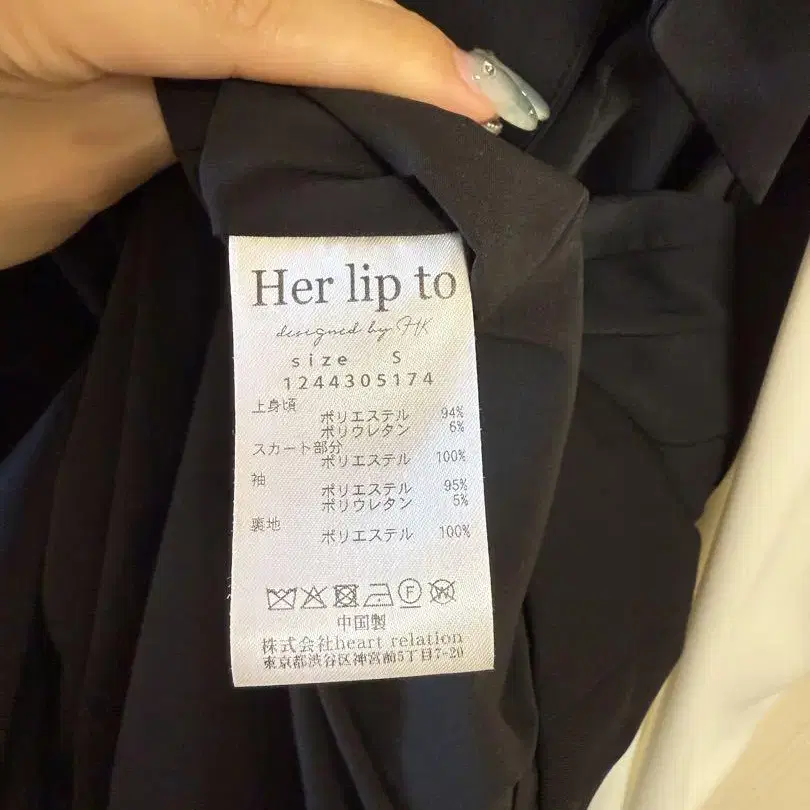 Her lip to
designed by HK
size S
1244305174
上身頃
ポリエステル 94%
ポリウレタン 6%
スカート部分
ポリエステル 100%
袖
ポリエステル 95%
ポリウレタン 5%
裏地
ポリエステル 100%
F
W
中国製
株式会社heart relation
東京都渋谷区神宮前5丁目7-20